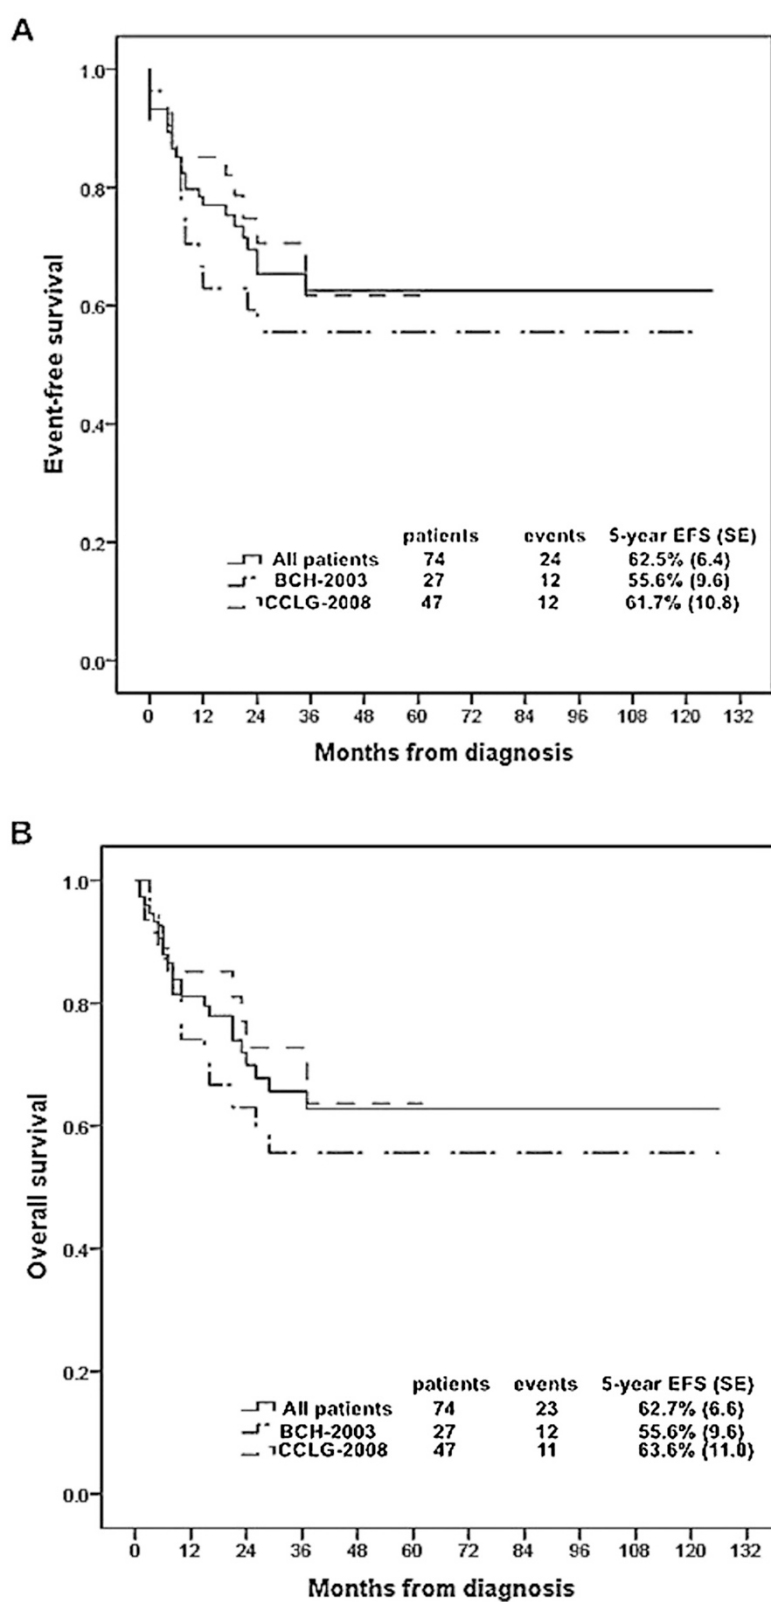 A
Event-free survival
1.0
0.8
0.6
0.4
0.2
0.0
patients events 5-year EFS (SE)
All patients 74 24 62.5% (6.4)
BCH-2003 27 12 55.6% (9.6)
CCLG-2008 47 12 61.7% (10.8)
0 12 24 36 48 60 72 84 96 108 120 132
Months from diagnosis
B
Overall survival
1.0
0.8
0.6
0.4
0.2
0.0
patients events 5-year EFS (SE)
All patients 74 23 62.7% (6.6)
BCH-2003 27 12 55.6% (9.6)
CCLG-2008 47 11 63.6% (11.0)
0 12 24 36 48 60 72 84 96 108 120 132
Months from diagnosis